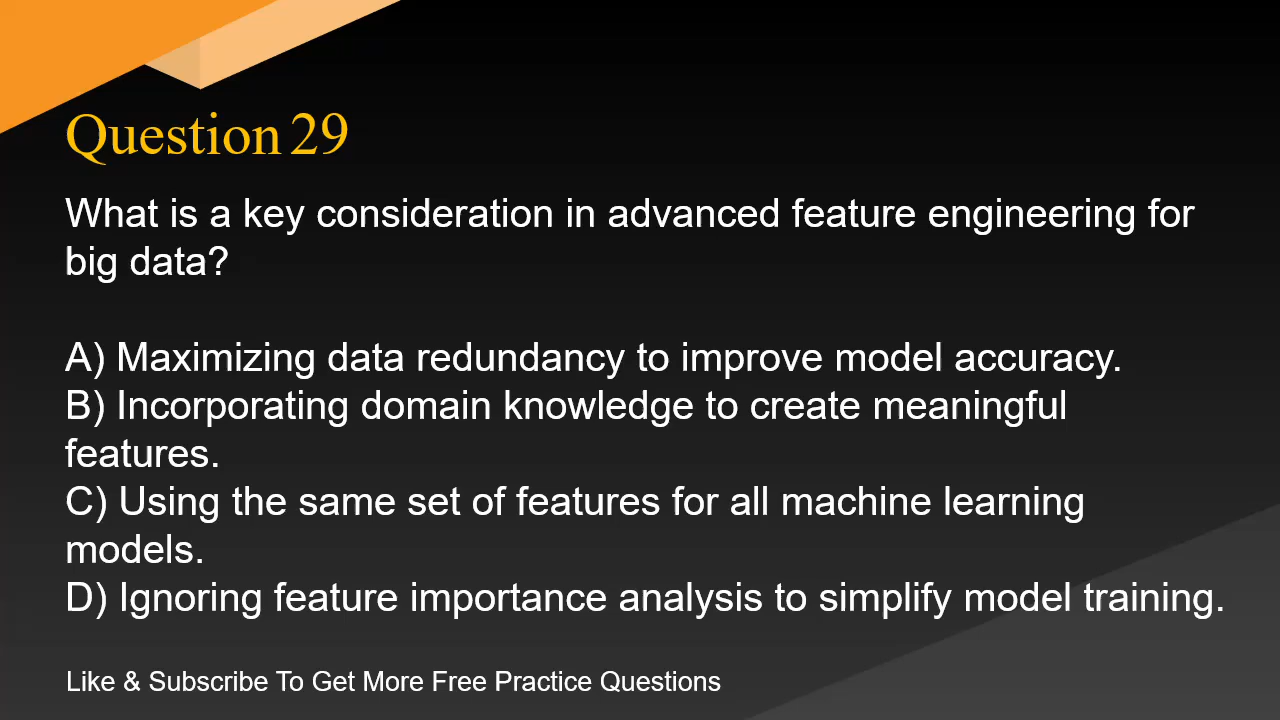 Question 29
What is a key consideration in advanced feature engineering for
big data?
A) Maximizing data redundancy to improve model accuracy.
B) Incorporating domain knowledge to create meaningful
features.
C) Using the same set of features for all machine learning
models.
D) Ignoring feature importance analysis to simplify model training.
Like & Subscribe To Get More Free Practice Questions